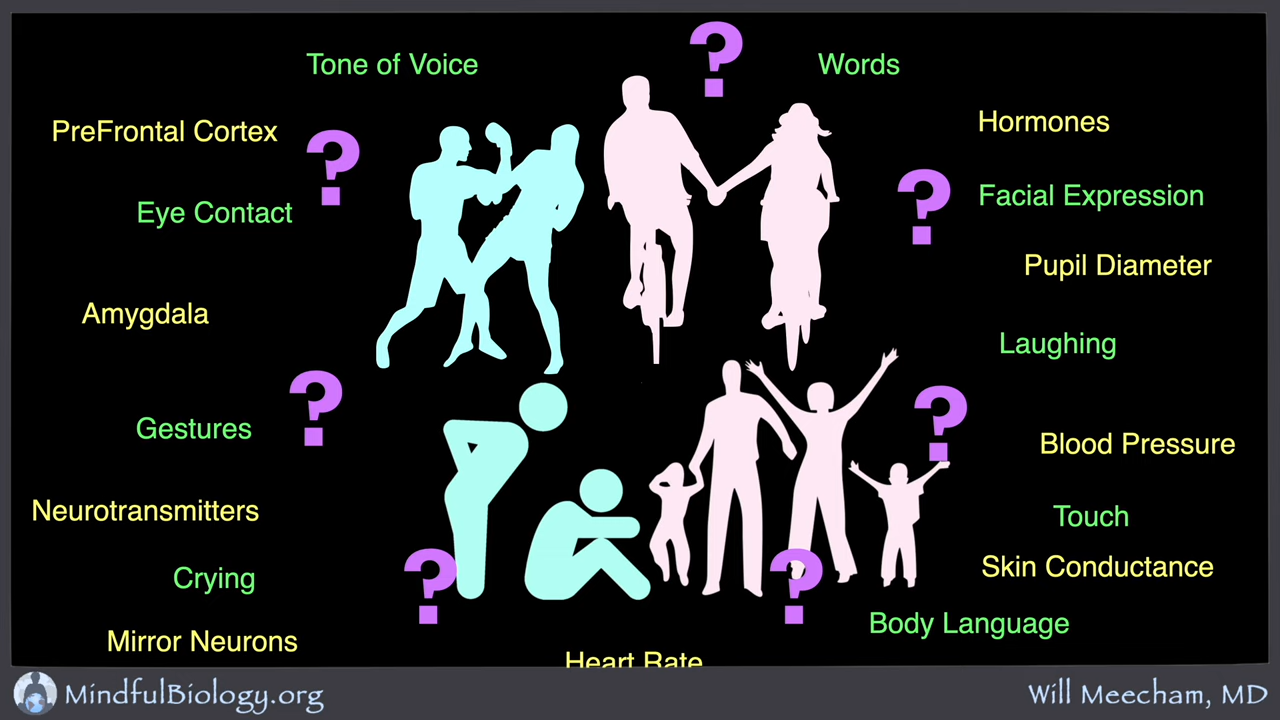 ?
Tone of Voice
Words
PreFrontal Cortex
?
Hormones
Eye Contact
?
Facial Expression
Pupil Diameter
Amygdala
Laughing
?
Gestures
?
Blood Pressure
Neurotransmitters
Touch
Skin Conductance
Crying
?
?
Body Language
Mirror Neurons
Heart Rate
MindfulBiology.org
Will Meecham, MD